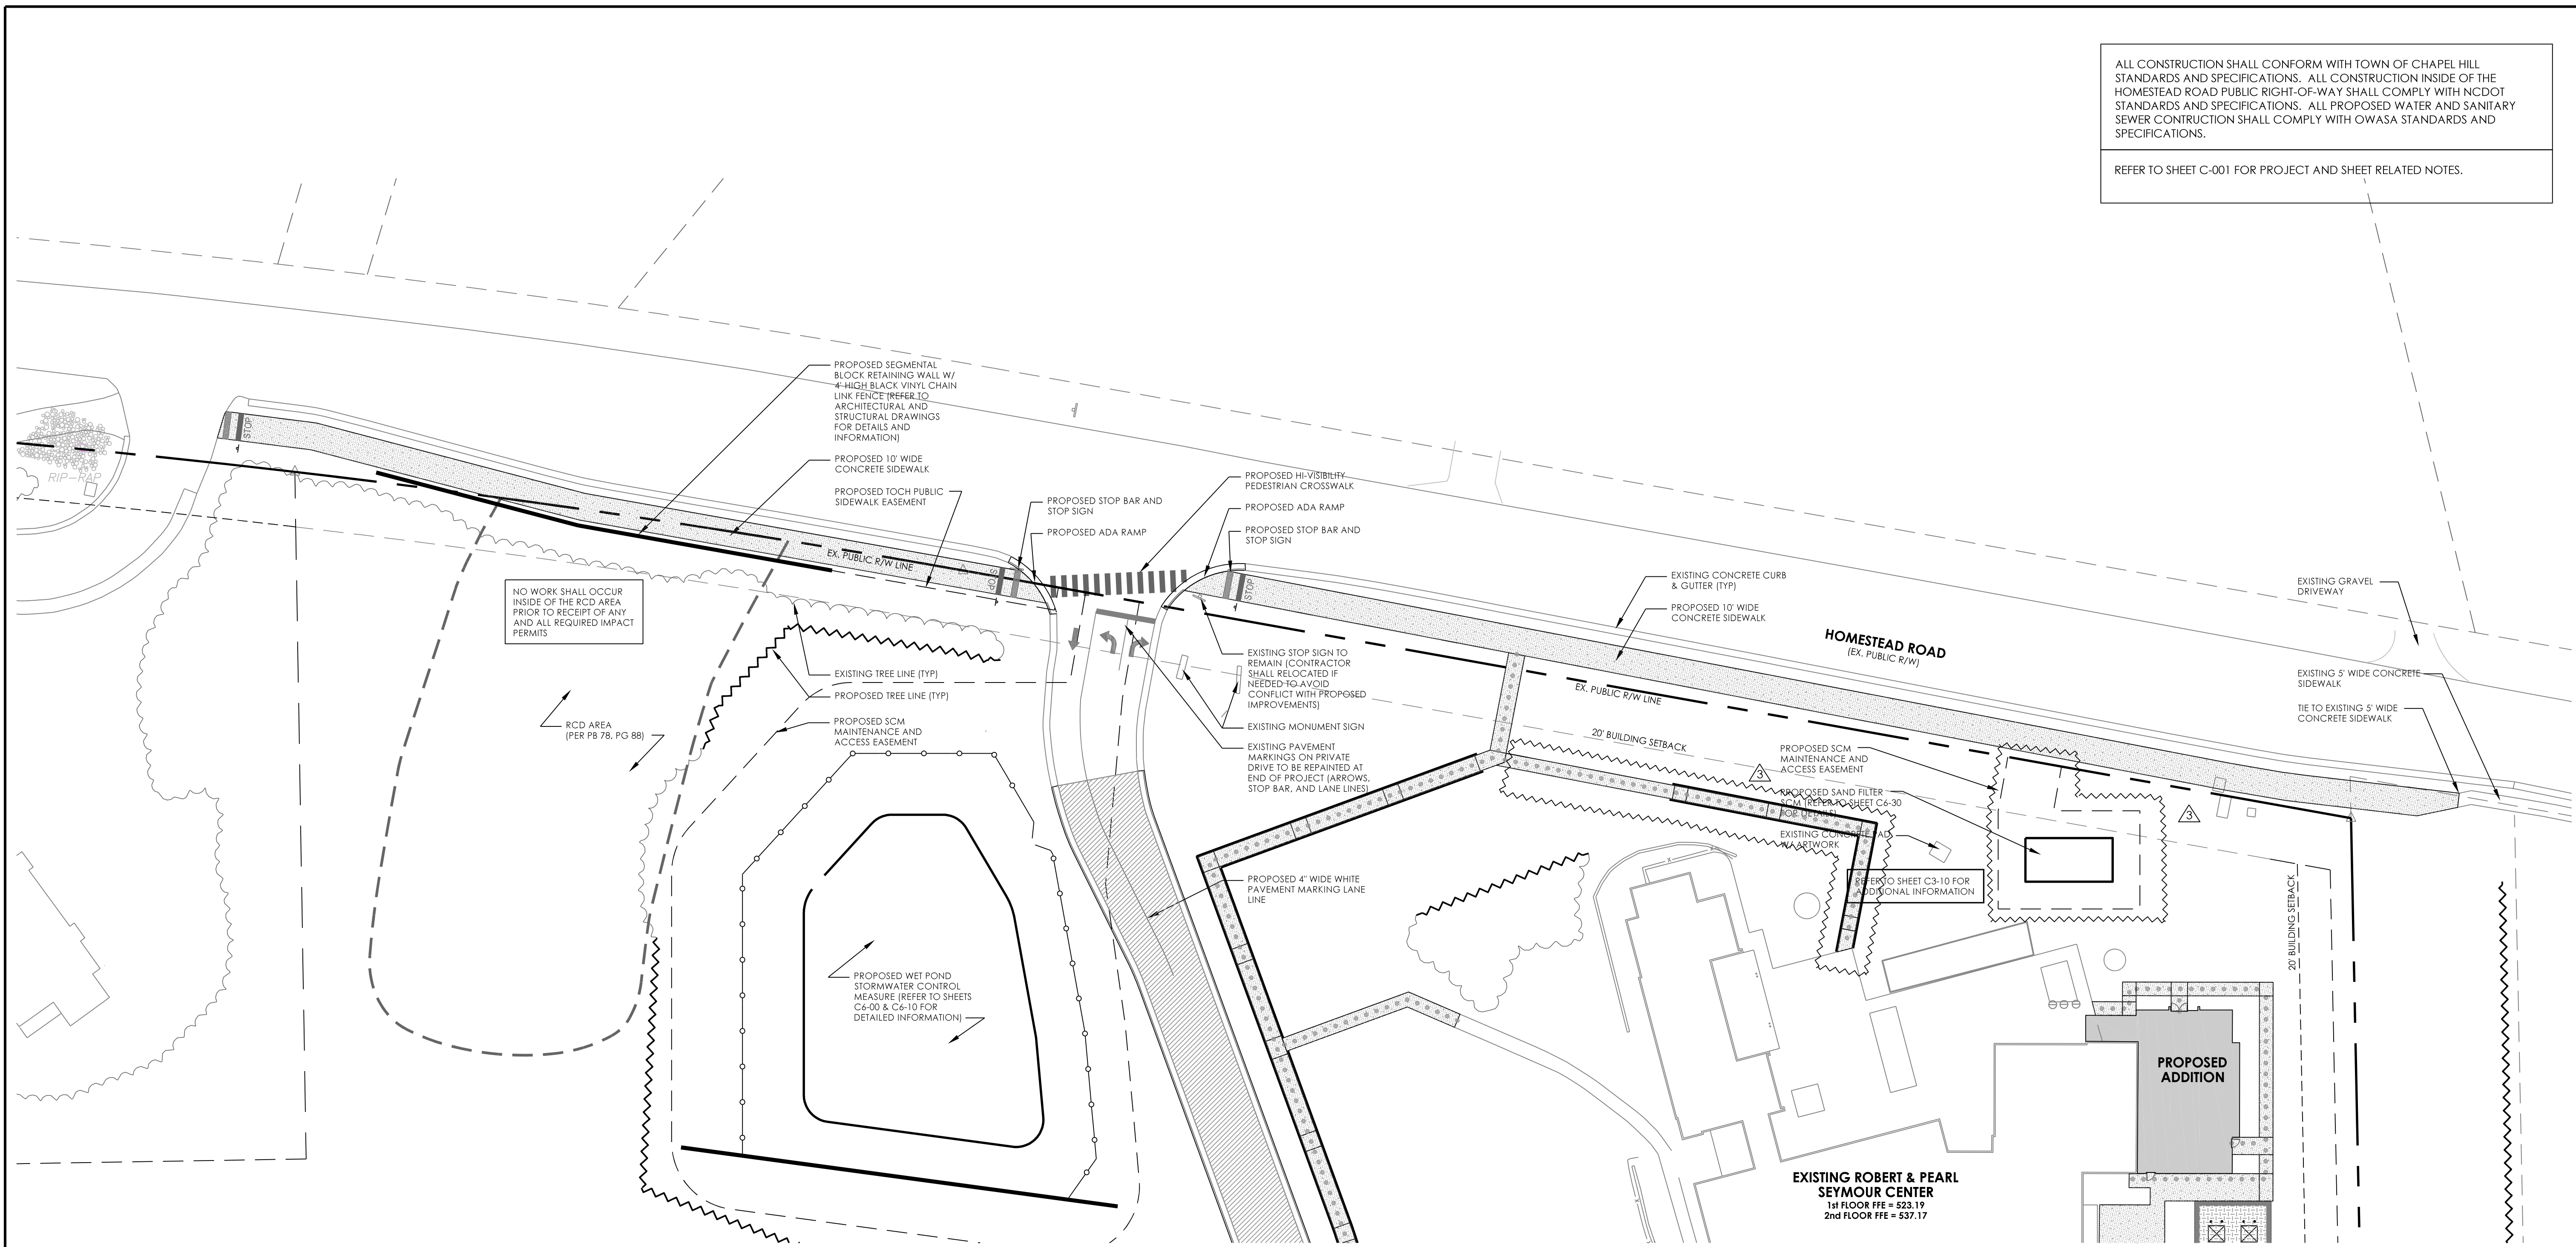 ALL CONSTRUCTION SHALL CONFORM WITH TOWN OF CHAPEL HILL
STANDARDS AND SPECIFICATIONS. ALL CONSTRUCTION INSIDE OF THE
HOMESTEAD ROAD PUBLIC RIGHT-OF-WAY SHALL COMPLY WITH NCDOT
STANDARDS AND SPECIFICATIONS. ALL PROPOSED WATER AND SANITARY
SEWER CONTRUCTION SHALL COMPLY WITH OWASA STANDARDS AND
SPECIFICATIONS.
REFER TO SHEET C-001 FOR PROJECT AND SHEET RELATED NOTES.
PROPOSED SEGMENTAL
BLOCK RETAINING WALL W/
4' HIGH BLACK VINYL CHAIN
LINK FENCE (REFER TO
ARCHITECTURAL AND
STRUCTURAL DRAWINGS
FOR DETAILS AND
INFORMATION)
STOP
RIP-RAP
PROPOSED 10' WIDE
CONCRETE SIDEWALK
PROPOSED TOCH PUBLIC
SIDEWALK EASEMENT
PROPOSED STOP BAR AND
STOP SIGN
PROPOSED ADA RAMP
PROPOSED HI-VISIBILITY
PEDESTRIAN CROSSWALK
PROPOSED ADA RAMP
PROPOSED STOP BAR AND
STOP SIGN
EX. PUBLIC R/W LINE
STOP
STOP
NO WORK SHALL OCCUR
INSIDE OF THE RCD AREA
PRIOR TO RECEIPT OF ANY
AND ALL REQUIRED IMPACT
PERMITS
EXISTING CONCRETE CURB
& GUTTER (TYP)
PROPOSED 10' WIDE
CONCRETE SIDEWALK
HOMESTEAD ROAD
(EX. PUBLIC R/W)
EXISTING GRAVEL
DRIVEWAY
EXISTING 5' WIDE CONCRETE
SIDEWALK
TIE TO EXISTING 5' WIDE
CONCRETE SIDEWALK
EXISTING TREE LINE (TYP)
PROPOSED TREE LINE (TYP)
PROPOSED SCM
MAINTENANCE AND
ACCESS EASEMENT
RCD AREA
(PER PB 78, PG 88)
EXISTING STOP SIGN TO
REMAIN (CONTRACTOR
SHALL RELOCATED IF
NEEDED TO AVOID
CONFLICT WITH PROPOSED
IMPROVEMENTS)
EXISTING MONUMENT SIGN
EXISTING PAVEMENT
MARKINGS ON PRIVATE
DRIVE TO BE REPAINTED AT
END OF PROJECT (ARROWS,
STOP BAR, AND LANE LINES)
EX. PUBLIC R/W LINE
20' BUILDING SETBACK
PROPOSED SCM
MAINTENANCE AND
ACCESS EASEMENT
3
PROPOSED SAND FILTER
SCM (REFER TO SHEET C6-30
FOR DETAILS)
3
EXISTING CONCRETE PAD
W/ ARTWORK
REFER TO SHEET C3-10 FOR
ADDITIONAL INFORMATION
PROPOSED 4" WIDE WHITE
PAVEMENT MARKING LANE
LINE
20' BUILDING SETBACK
PROPOSED WET POND
STORMWATER CONTROL
MEASURE (REFER TO SHEETS
C6-00 & C6-10 FOR
DETAILED INFORMATION)
PROPOSED
ADDITION
EXISTING ROBERT & PEARL
SEYMOUR CENTER
1st FLOOR FFE = 523.19
2nd FLOOR FFE = 537.17